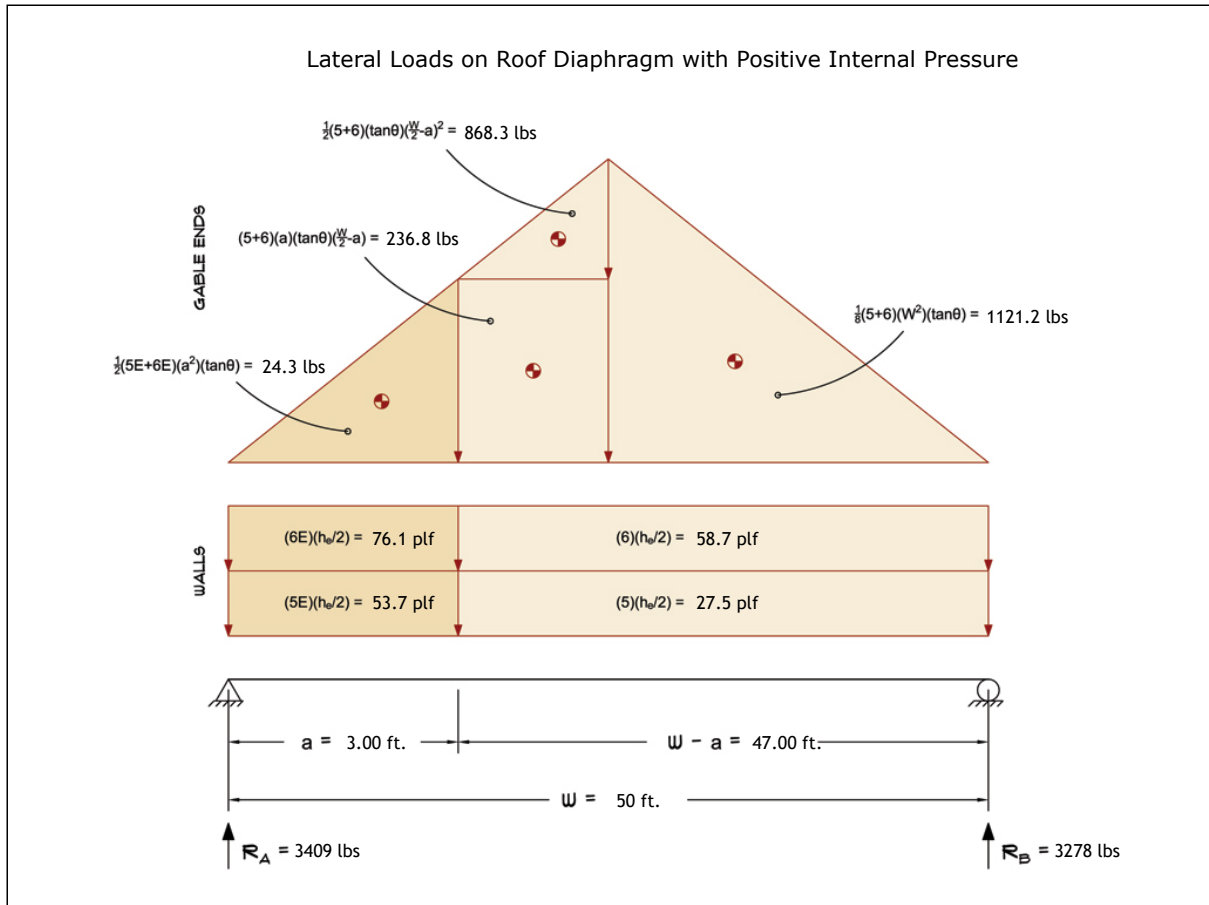 Lateral Loads on Roof Diaphragm with Positive Internal Pressure
½(5+6)(tanθ)(W/2-a)² = 868.3 lbs
(5+6)(a)(tanθ)(W/2-a) = 236.8 lbs
⅛(5+6)(W²)(tanθ) = 1121.2 lbs
½(5E+6E)(a²)(tanθ) = 24.3 lbs
GABLE ENDS
(6E)(hₑ/2) = 76.1 plf (6)(hₑ/2) = 58.7 plf
(5E)(hₑ/2) = 53.7 plf (5)(hₑ/2) = 27.5 plf
WALLS
a = 3.00 ft. W - a = 47.00 ft.
W = 50 ft.
R_A = 3409 lbs R_B = 3278 lbs